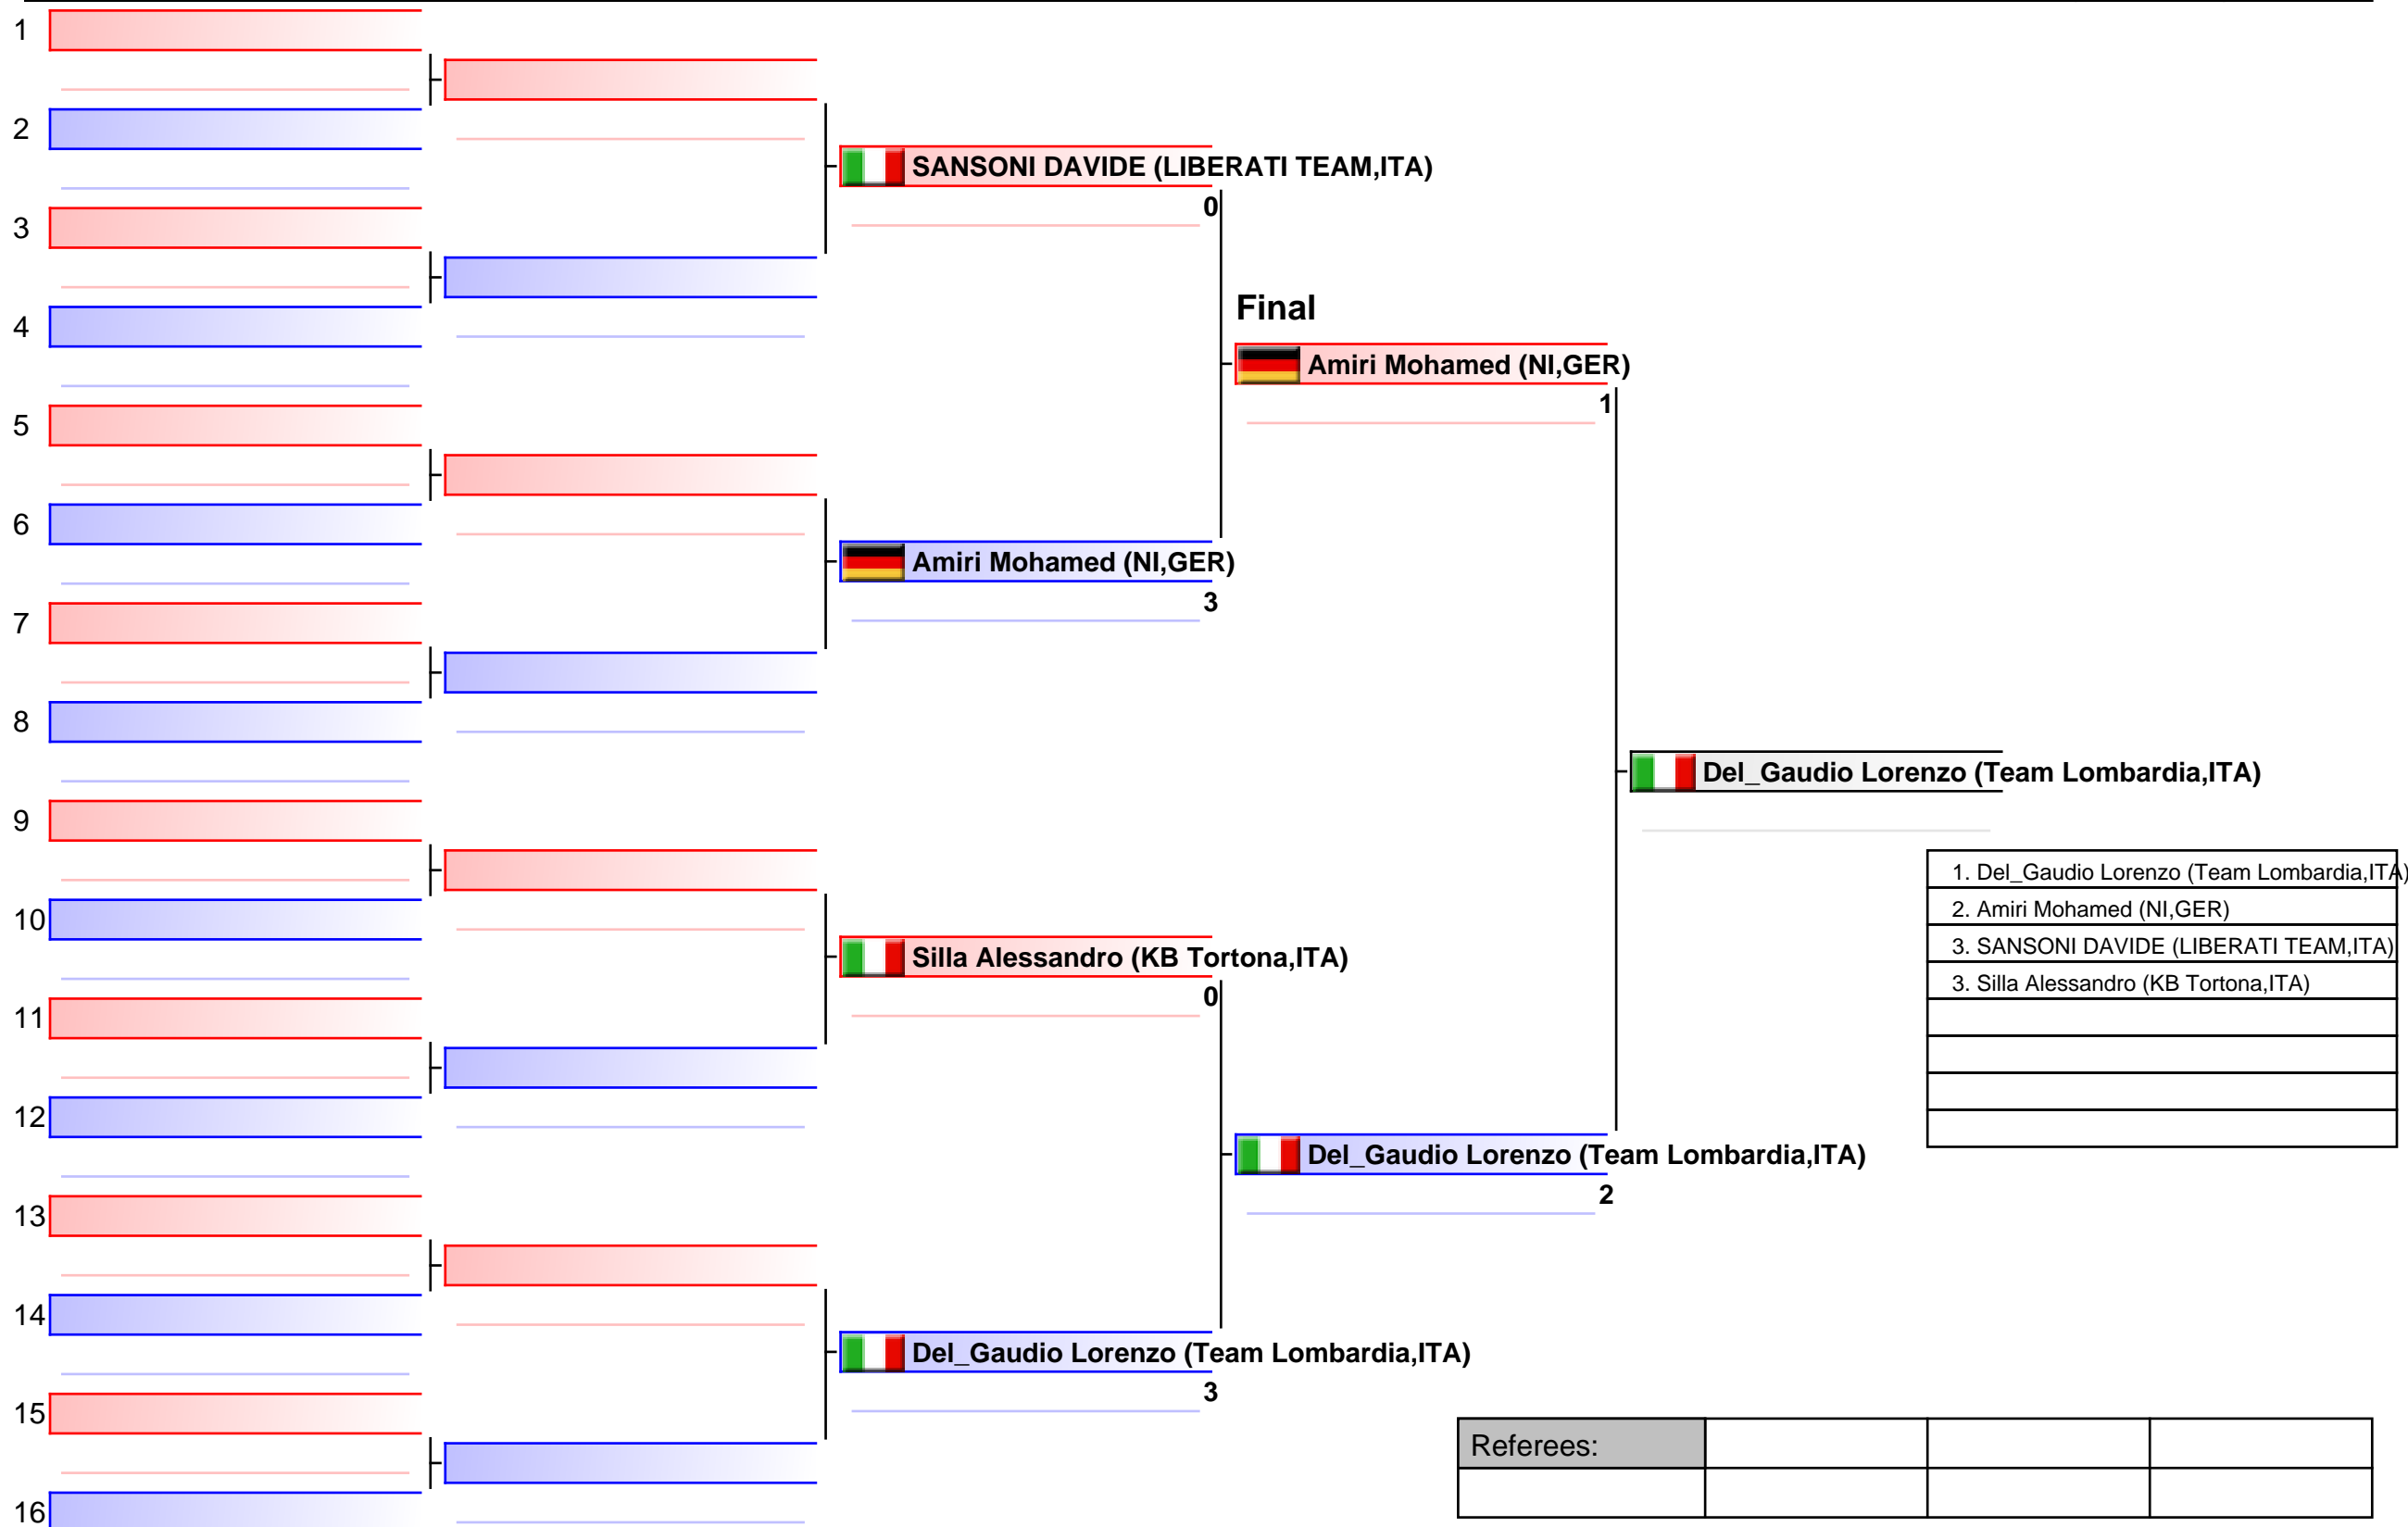 1
2
SANSONI DAVIDE (LIBERATI TEAM,ITA)
0
3
Final
4
Amiri Mohamed (NI,GER)
1
5
6
Amiri Mohamed (NI,GER)
3
7
8
Del_Gaudio Lorenzo (Team Lombardia,ITA)
9
1. Del_Gaudio Lorenzo (Team Lombardia,ITA)
2. Amiri Mohamed (NI,GER)
3. SANSONI DAVIDE (LIBERATI TEAM,ITA)
3. Silla Alessandro (KB Tortona,ITA)
10
Silla Alessandro (KB Tortona,ITA)
0
11
12
Del_Gaudio Lorenzo (Team Lombardia,ITA)
2
13
14
Del_Gaudio Lorenzo (Team Lombardia,ITA)
3
15
Referees:
16